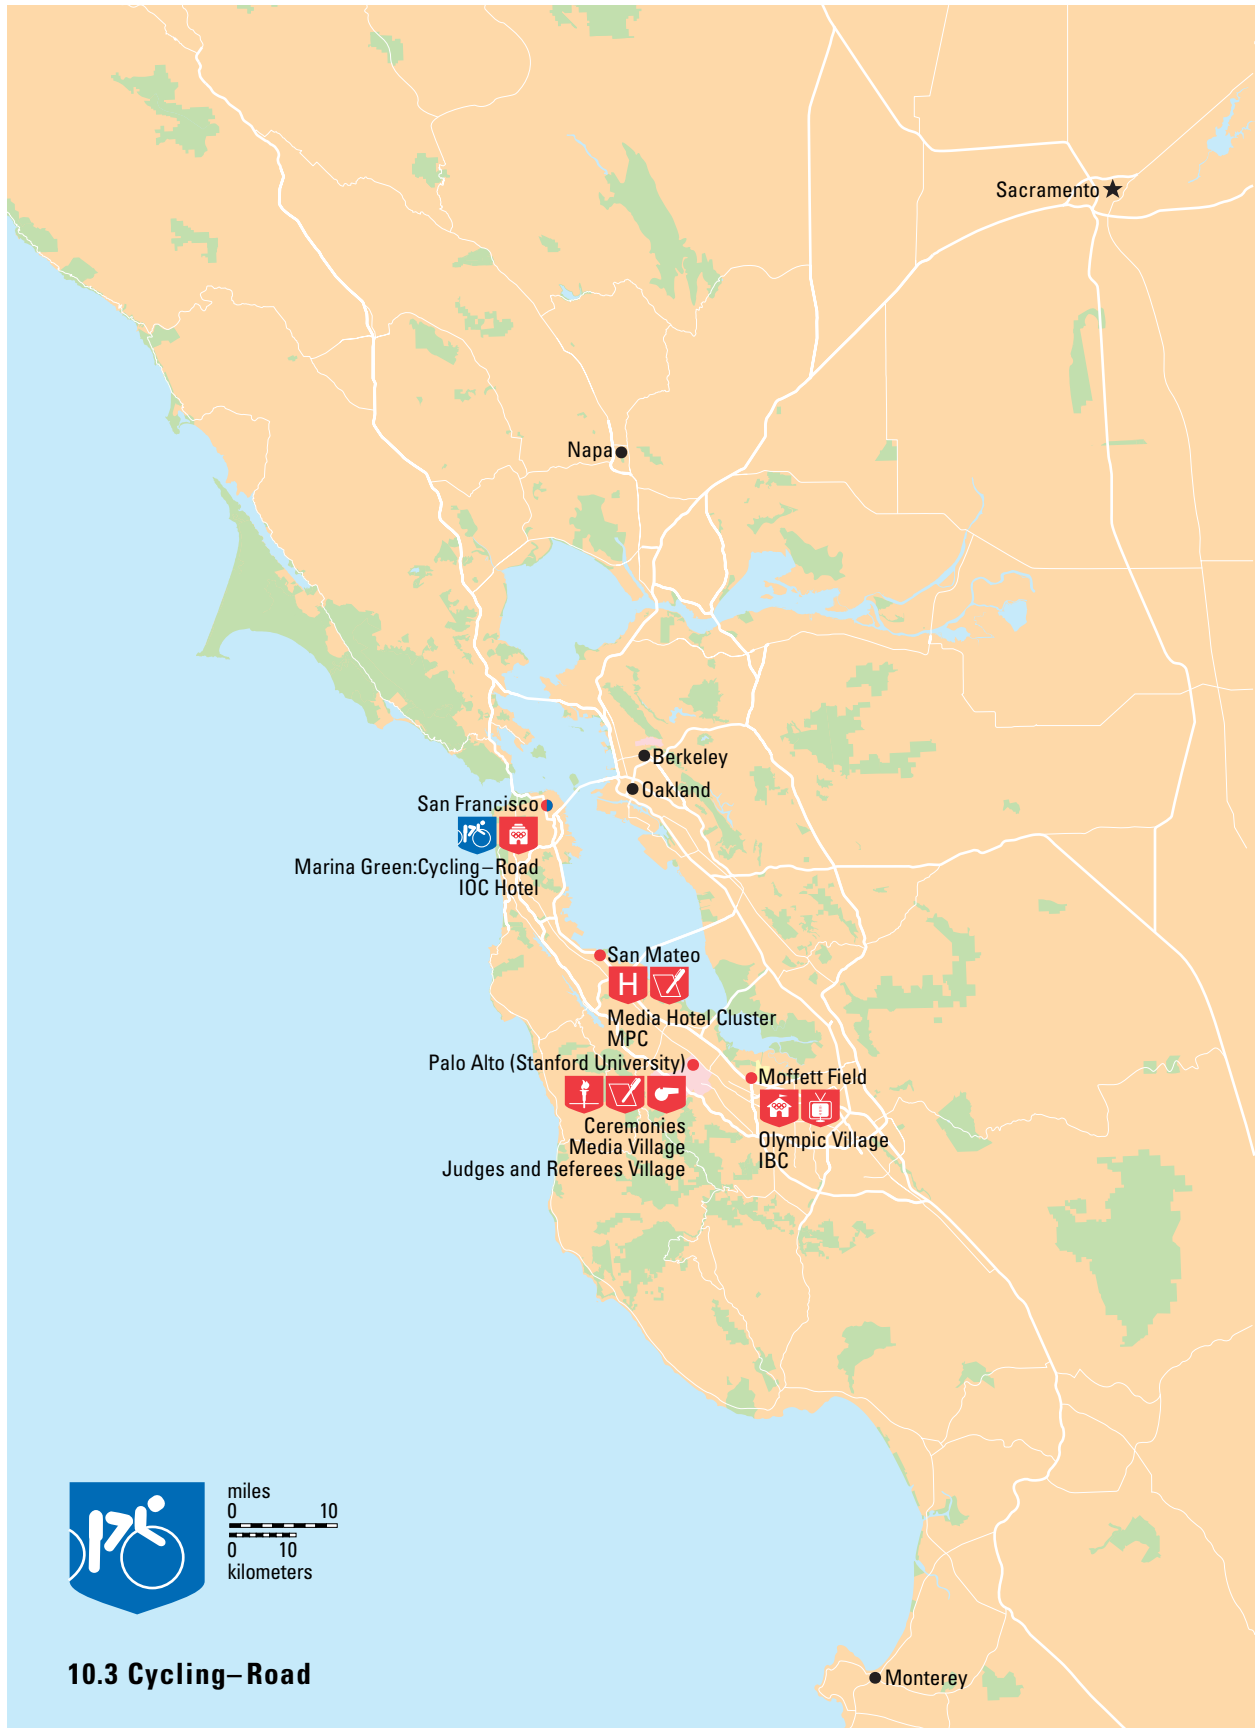 Sacramento
Napa
Berkeley
Oakland
San Francisco
Marina Green:Cycling–Road
IOC Hotel
San Mateo
H
Media Hotel Cluster
MPC
Palo Alto (Stanford University)
Ceremonies
Media Village
Judges and Referees Village
Moffett Field
Olympic Village
IBC
miles
0 10
0 10
kilometers
10.3 Cycling–Road
Monterey